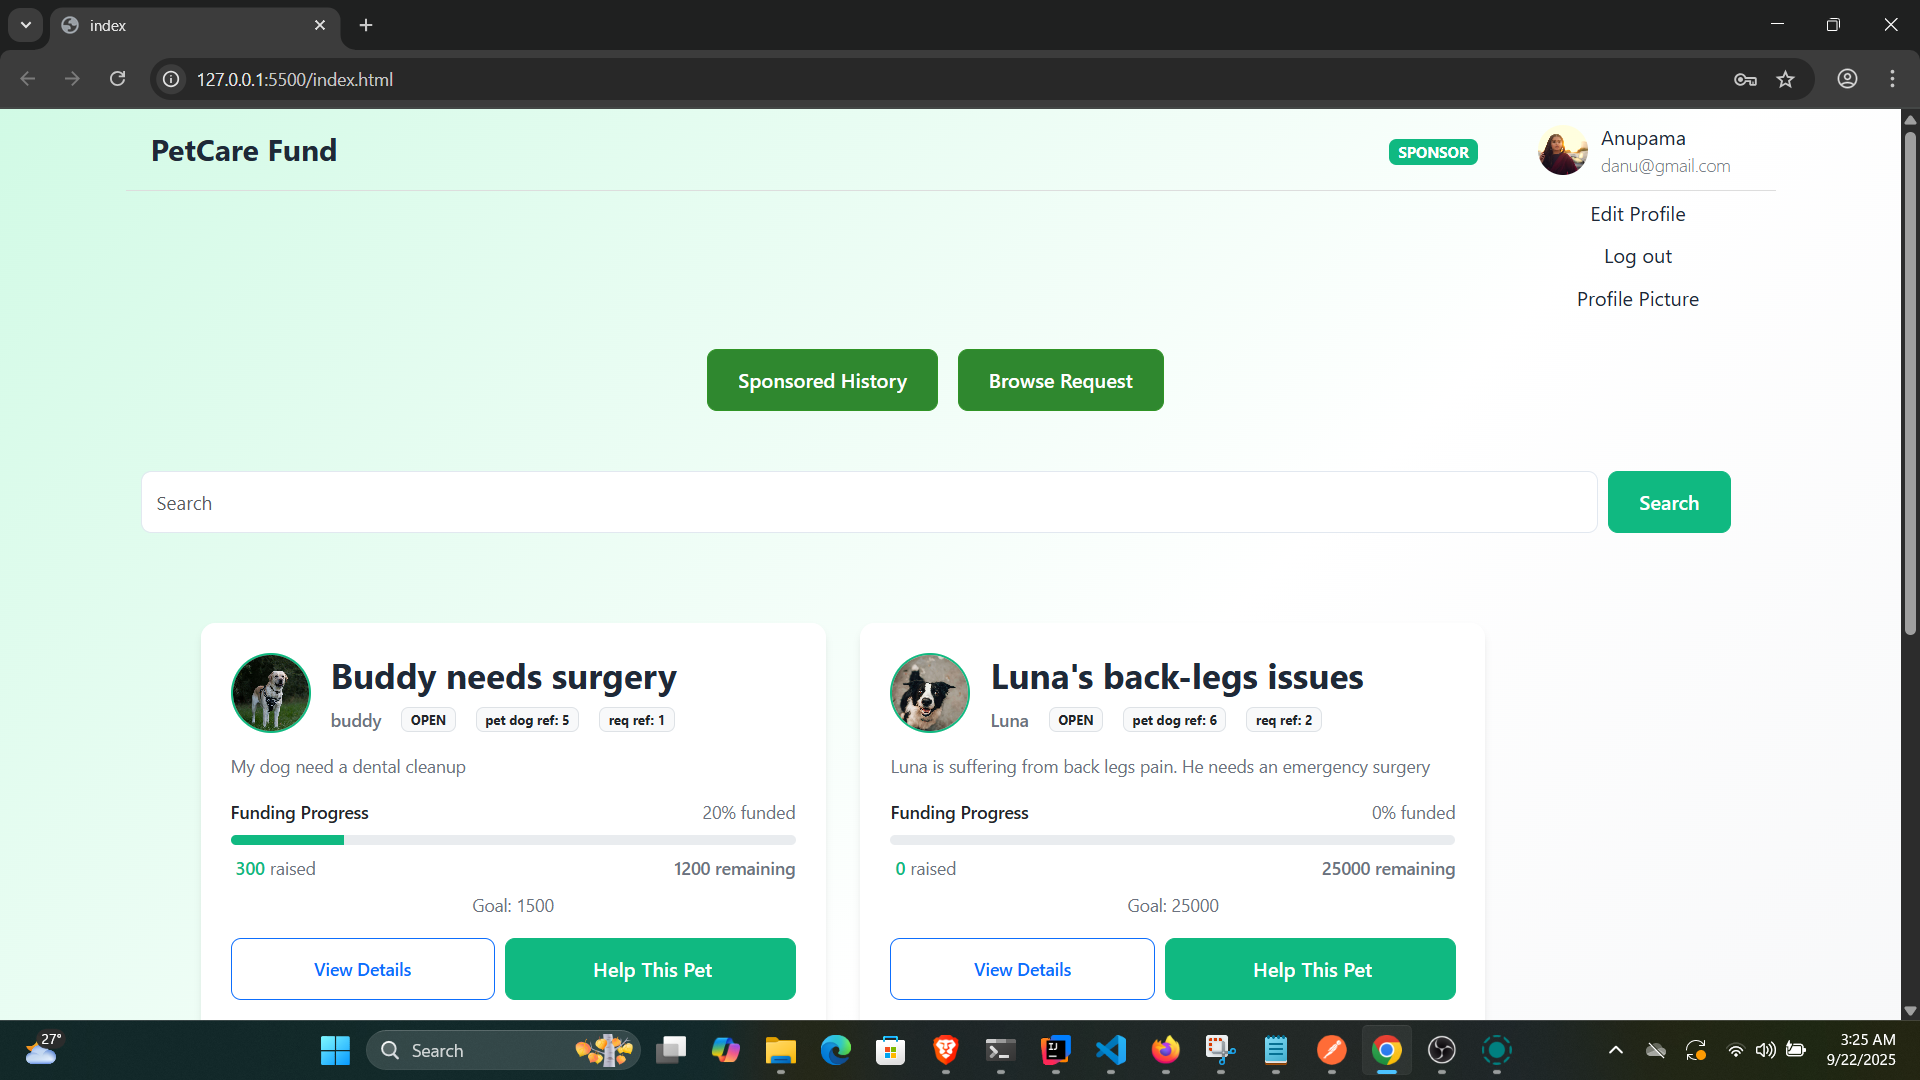 index
127.0.0.1:5500/index.html
PetCare Fund
SPONSOR
Anupama
danu@gmail.com
Edit Profile
Log out
Profile Picture
Sponsored History
Browse Request
Search
Search
Buddy needs surgery
buddy OPEN pet dog ref: 5 req ref: 1
My dog need a dental cleanup
Funding Progress 20% funded
300 raised 1200 remaining
Goal: 1500
View Details
Help This Pet
Luna's back-legs issues
Luna OPEN pet dog ref: 6 req ref: 2
Luna is suffering from back legs pain. He needs an emergency surgery
Funding Progress 0% funded
0 raised 25000 remaining
Goal: 25000
View Details
Help This Pet
27°
Search
3:25 AM
9/22/2025